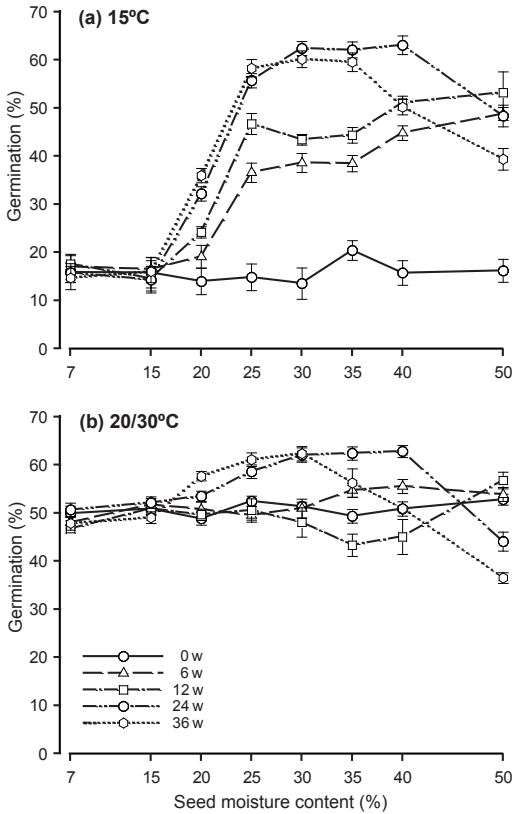 (a) 15ºC
70
60
50
40
30
20
10
0
Germination (%)
7 15 20 25 30 35 40 50
(b) 20/30ºC
70
60
50
40
30
20
10
0
Germination (%)
0 w
6 w
12 w
24 w
36 w
7 15 20 25 30 35 40 50
Seed moisture content (%)